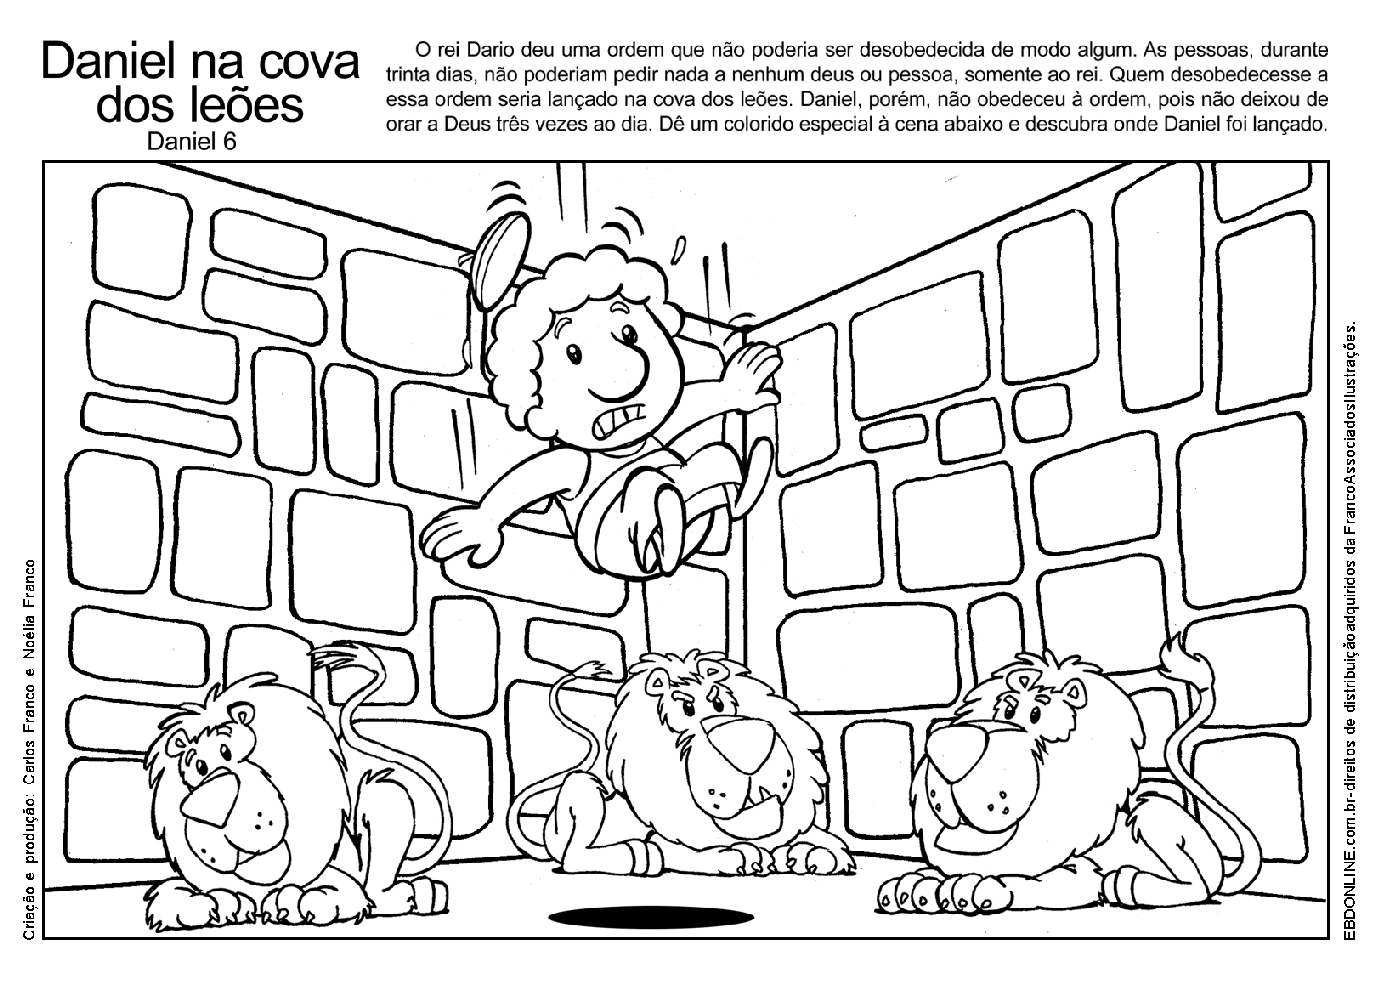 Daniel na cova
dos leões
Daniel 6
O rei Dario deu uma ordem que não poderia ser desobedecida de modo algum. As pessoas, durante
trinta dias, não poderiam pedir nada a nenhum deus ou pessoa, somente ao rei. Quem desobedecesse a
essa ordem seria lançado na cova dos leões. Daniel, porém, não obedeceu à ordem, pois não deixou de
orar a Deus três vezes ao dia. Dê um colorido especial à cena abaixo e descubra onde Daniel foi lançado.
Criação e produção: Carlos Franco e Noélia Franco
EBDONLINE.com.br-direitos de distribuição adquiridos da FrancoAssociadosIlustrações.